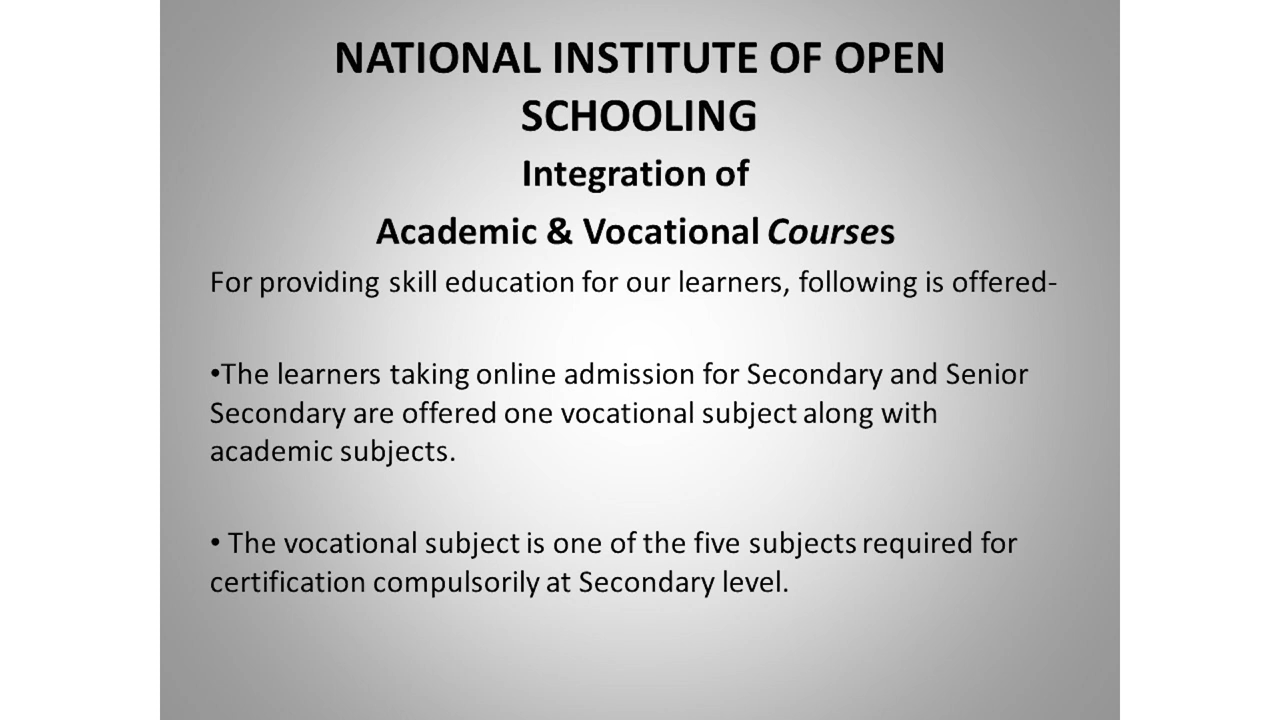 NATIONAL INSTITUTE OF OPEN
SCHOOLING
Integration of
Academic & Vocational Courses
For providing skill education for our learners, following is offered-
•The learners taking online admission for Secondary and Senior
Secondary are offered one vocational subject along with
academic subjects.
• The vocational subject is one of the five subjects required for
certification compulsorily at Secondary level.